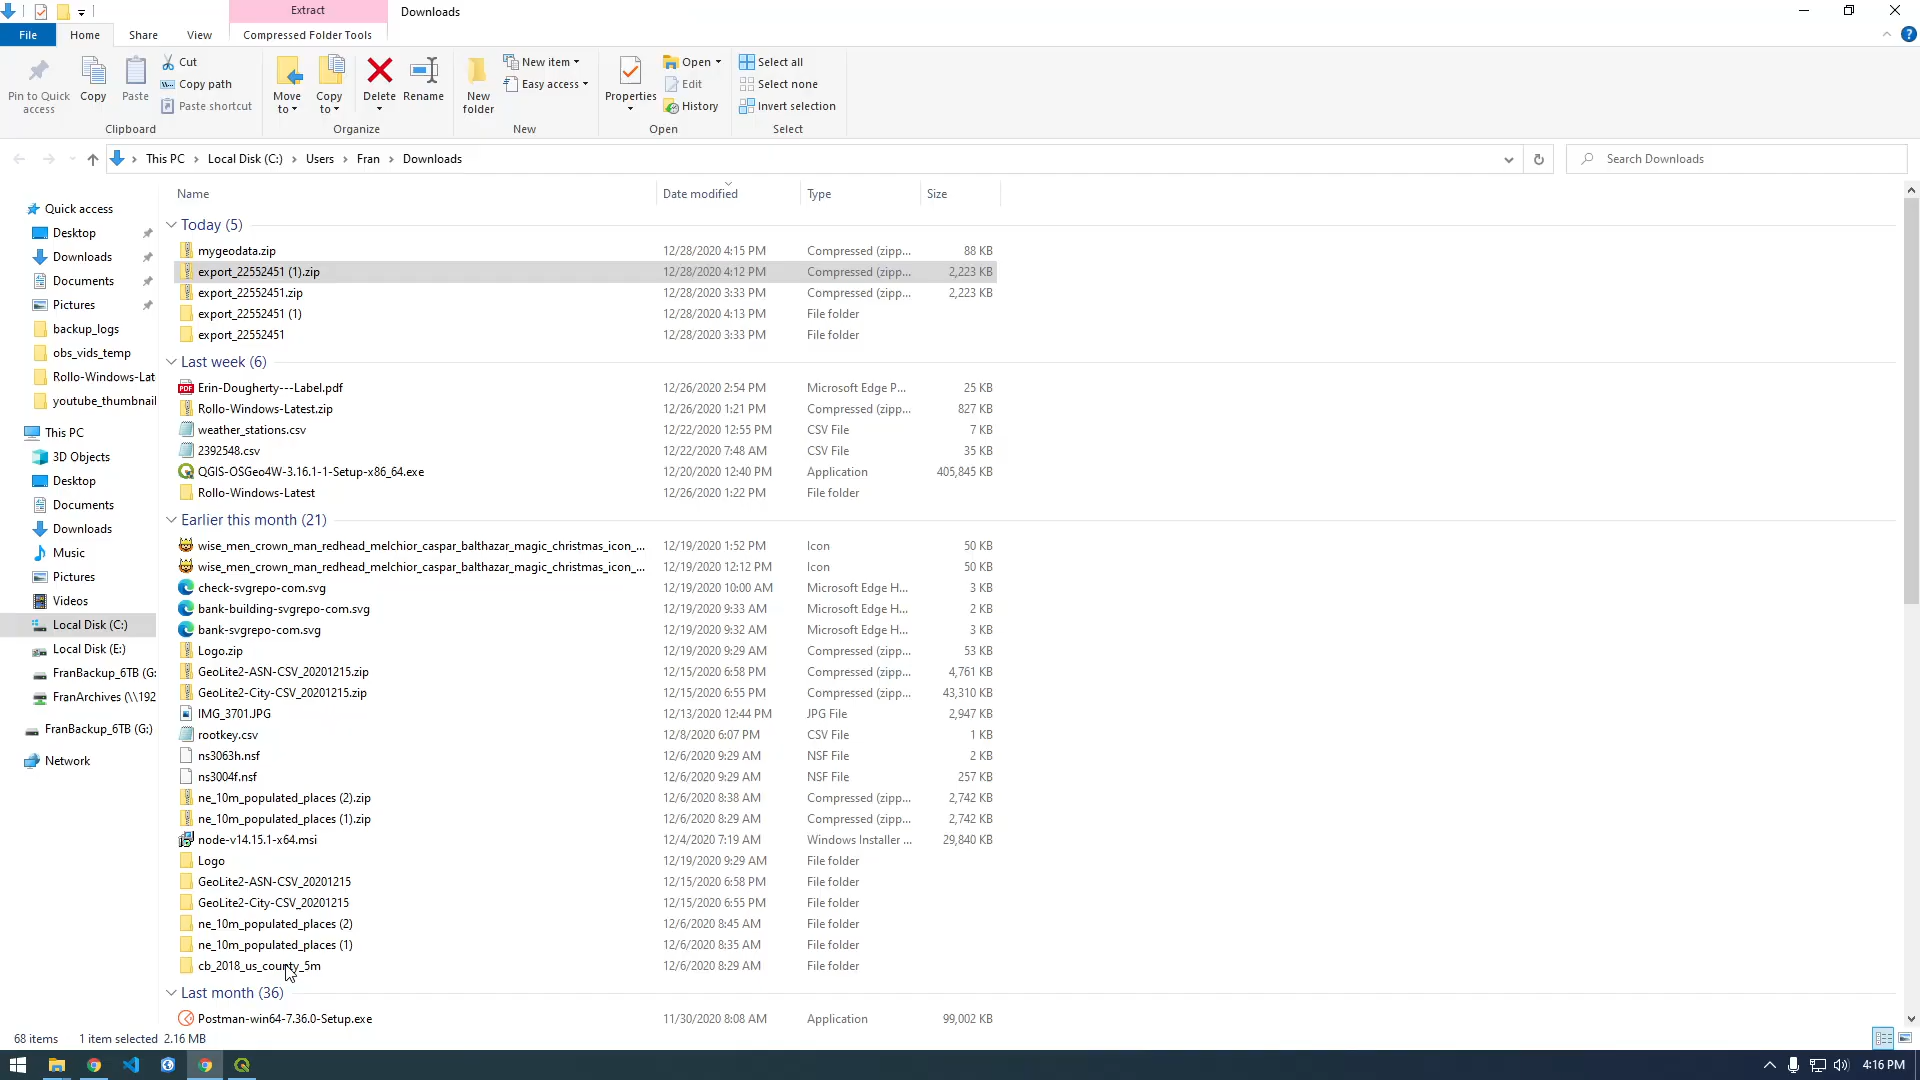 Extract
Downloads
File
Home
Share
View
Compressed Folder Tools
Pin to Quick access
Copy
Paste
Cut
Copy path
Paste shortcut
Clipboard
Move to
Copy to
Delete
Rename
Organize
New folder
New item
Easy access
New
Properties
Open
Edit
History
Open
Select all
Select none
Invert selection
Select
This PC
Local Disk (C:)
Users
Fran
Downloads
Search Downloads
Name
Date modified
Type
Size
Quick access
Desktop
Downloads
Documents
Pictures
backup_logs
obs_vids_temp
Rollo-Windows-Lat
youtube_thumbnail
This PC
3D Objects
Desktop
Documents
Downloads
Music
Pictures
Videos
Local Disk (C:)
Local Disk (E:)
FranBackup_6TB (G:
FranArchives (\\192
FranBackup_6TB (G:)
Network
Today (5)
mygeodata.zip 12/28/2020 4:15 PM Compressed (zipp... 88 KB
export_22552451 (1).zip 12/28/2020 4:12 PM Compressed (zipp... 2,223 KB
export_22552451.zip 12/28/2020 3:33 PM Compressed (zipp... 2,223 KB
export_22552451 (1) 12/28/2020 4:13 PM File folder
export_22552451 12/28/2020 3:33 PM File folder
Last week (6)
Erin-Dougherty---Label.pdf 12/26/2020 2:54 PM Microsoft Edge P... 25 KB
Rollo-Windows-Latest.zip 12/26/2020 1:21 PM Compressed (zipp... 827 KB
weather_stations.csv 12/22/2020 12:55 PM CSV File 7 KB
2392548.csv 12/22/2020 7:48 AM CSV File 35 KB
QGIS-OSGeo4W-3.16.1-1-Setup-x86_64.exe 12/20/2020 12:40 PM Application 405,845 KB
Rollo-Windows-Latest 12/26/2020 1:22 PM File folder
Earlier this month (21)
wise_men_crown_man_redhead_melchior_caspar_balthazar_magic_christmas_icon_... 12/19/2020 1:52 PM Icon 50 KB
wise_men_crown_man_redhead_melchior_caspar_balthazar_magic_christmas_icon_... 12/19/2020 12:12 PM Icon 50 KB
check-svgrepo-com.svg 12/19/2020 10:00 AM Microsoft Edge H... 3 KB
bank-building-svgrepo-com.svg 12/19/2020 9:33 AM Microsoft Edge H... 2 KB
bank-svgrepo-com.svg 12/19/2020 9:32 AM Microsoft Edge H... 3 KB
Logo.zip 12/19/2020 9:29 AM Compressed (zipp... 53 KB
GeoLite2-ASN-CSV_20201215.zip 12/15/2020 6:58 PM Compressed (zipp... 4,761 KB
GeoLite2-City-CSV_20201215.zip 12/15/2020 6:55 PM Compressed (zipp... 43,310 KB
IMG_3701.JPG 12/13/2020 12:44 PM JPG File 2,947 KB
rootkey.csv 12/8/2020 6:07 PM CSV File 1 KB
ns3063h.nsf 12/6/2020 9:29 AM NSF File 2 KB
ns3004f.nsf 12/6/2020 9:29 AM NSF File 257 KB
ne_10m_populated_places (2).zip 12/6/2020 8:38 AM Compressed (zipp... 2,742 KB
ne_10m_populated_places (1).zip 12/6/2020 8:29 AM Compressed (zipp... 2,742 KB
node-v14.15.1-x64.msi 12/4/2020 7:19 AM Windows Installer ... 29,840 KB
Logo 12/19/2020 9:29 AM File folder
GeoLite2-ASN-CSV_20201215 12/15/2020 6:58 PM File folder
GeoLite2-City-CSV_20201215 12/15/2020 6:55 PM File folder
ne_10m_populated_places (2) 12/6/2020 8:45 AM File folder
ne_10m_populated_places (1) 12/6/2020 8:35 AM File folder
cb_2018_us_county_5m 12/6/2020 8:29 AM File folder
Last month (36)
Postman-win64-7.36.0-Setup.exe 11/30/2020 8:08 AM Application 99,002 KB
68 items 1 item selected 2.16 MB
4:16 PM